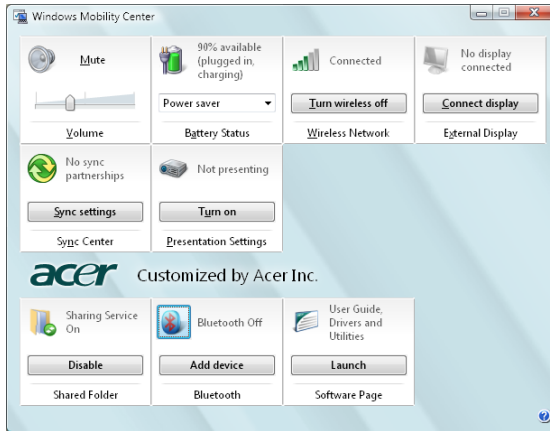 Windows Mobility Center
Mute
Volume
90% available
(plugged in,
charging)
Power saver
Battery Status
Connected
Turn wireless off
Wireless Network
No display
connected
Connect display
External Display
No sync
partnerships
Sync settings
Sync Center
Not presenting
Turn on
Presentation Settings
acer Customized by Acer Inc.
Sharing Service
On
Disable
Shared Folder
Bluetooth Off
Add device
Bluetooth
User Guide,
Drivers and
Utilities
Launch
Software Page